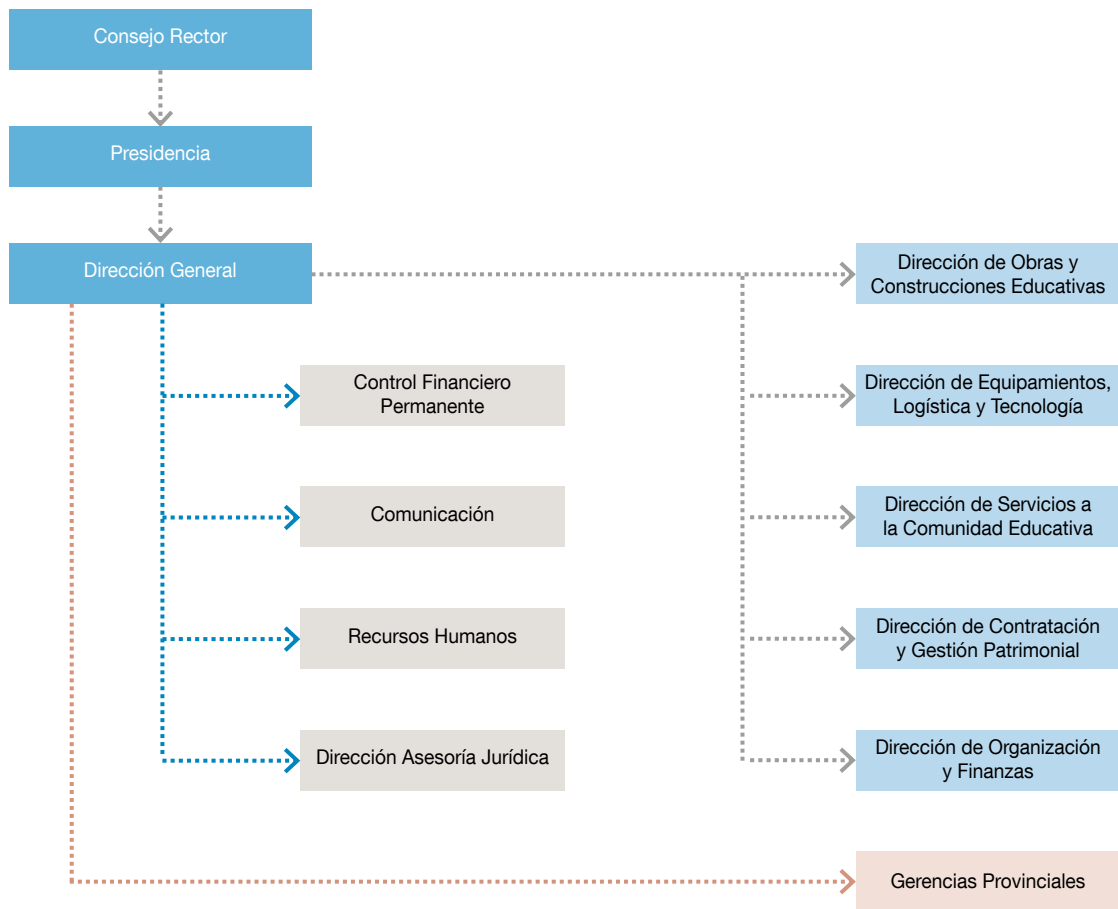 Consejo Rector
Presidencia
Dirección General
Dirección de Obras y
Construcciones Educativas
Control Financiero
Permanente
Dirección de Equipamientos,
Logística y Tecnología
Comunicación
Dirección de Servicios a
la Comunidad Educativa
Recursos Humanos
Dirección de Contratación
y Gestión Patrimonial
Dirección Asesoría Jurídica
Dirección de Organización
y Finanzas
Gerencias Provinciales